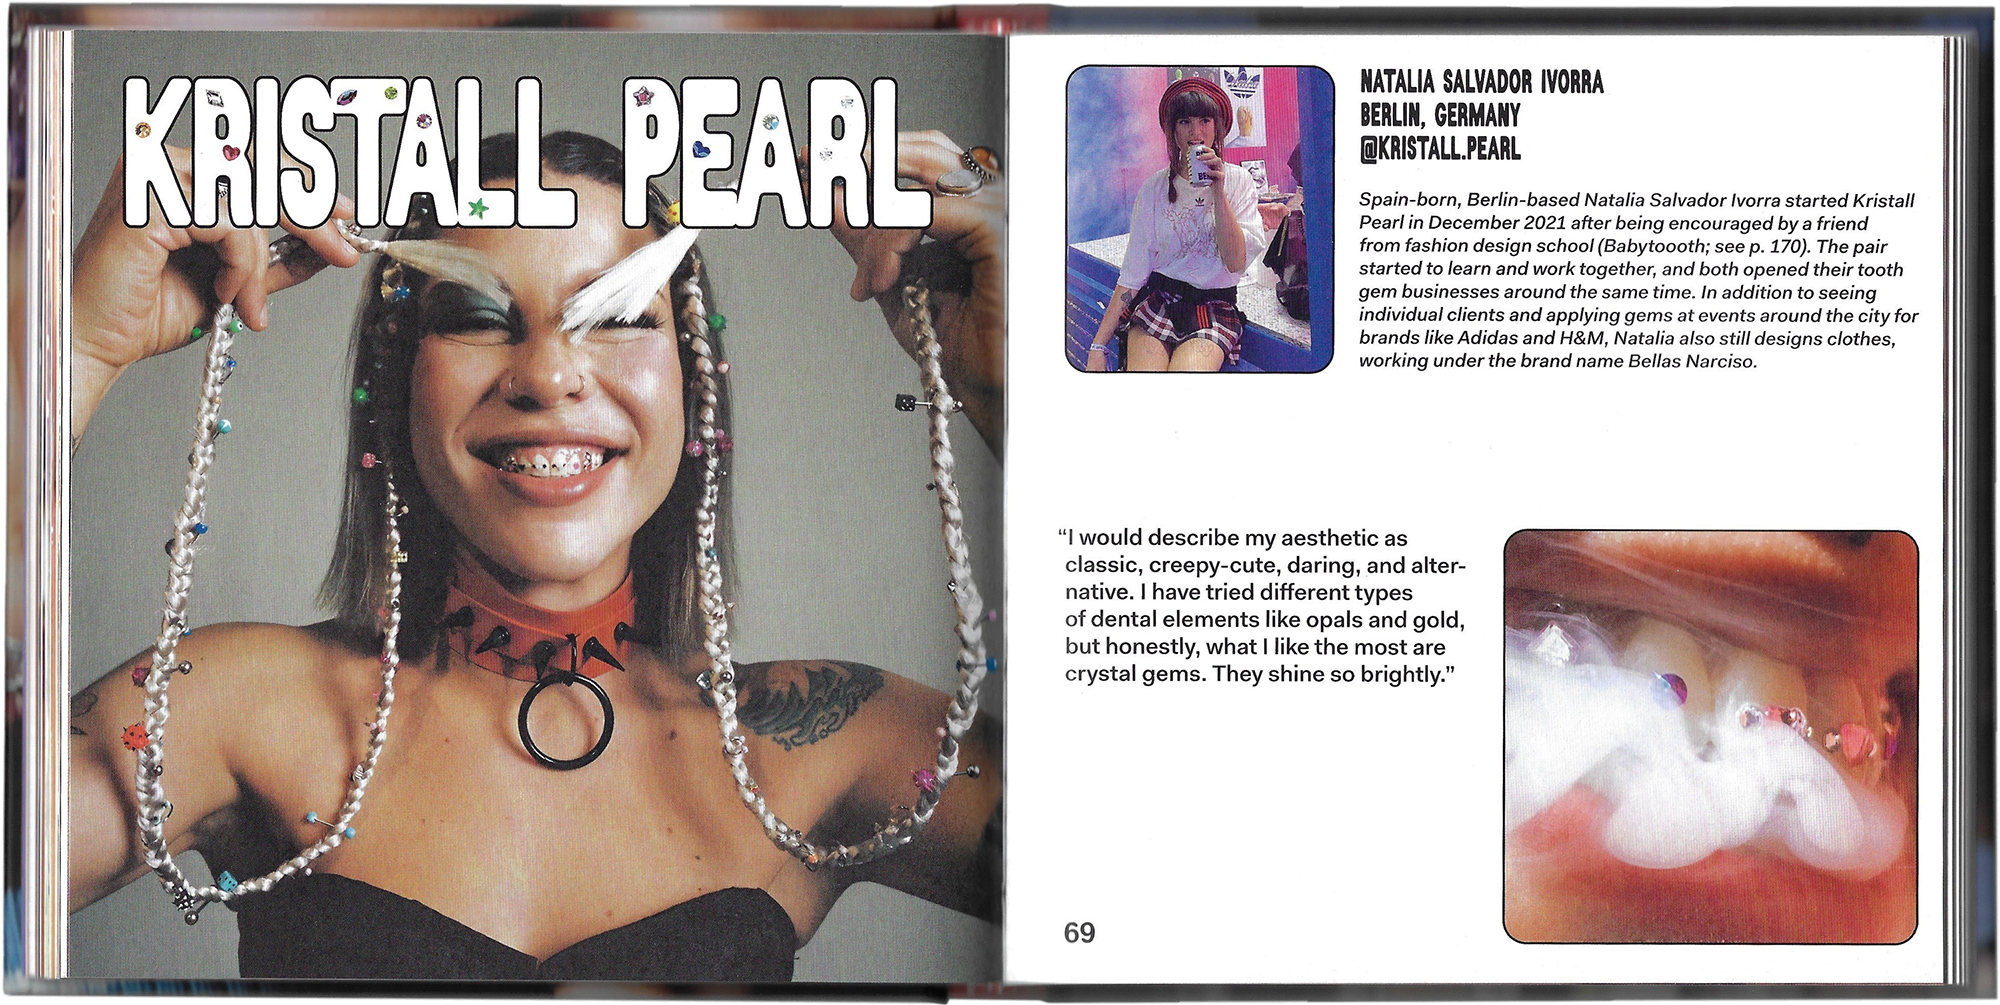 KRISTALL PEARL
NATALIA SALVADOR IVORRA
BERLIN, GERMANY
@KRISTALL.PEARL
Spain-born, Berlin-based Natalia Salvador Ivorra started Kristall
Pearl in December 2021 after being encouraged by a friend
from fashion design school (Babytoooth; see p. 170). The pair
started to learn and work together, and both opened their tooth
gem businesses around the same time. In addition to seeing
individual clients and applying gems at events around the city for
brands like Adidas and H&M, Natalia also still designs clothes,
working under the brand name Bellas Narciso.
“I would describe my aesthetic as
classic, creepy-cute, daring, and alter-
native. I have tried different types
of dental elements like opals and gold,
but honestly, what I like the most are
crystal gems. They shine so brightly.”
69